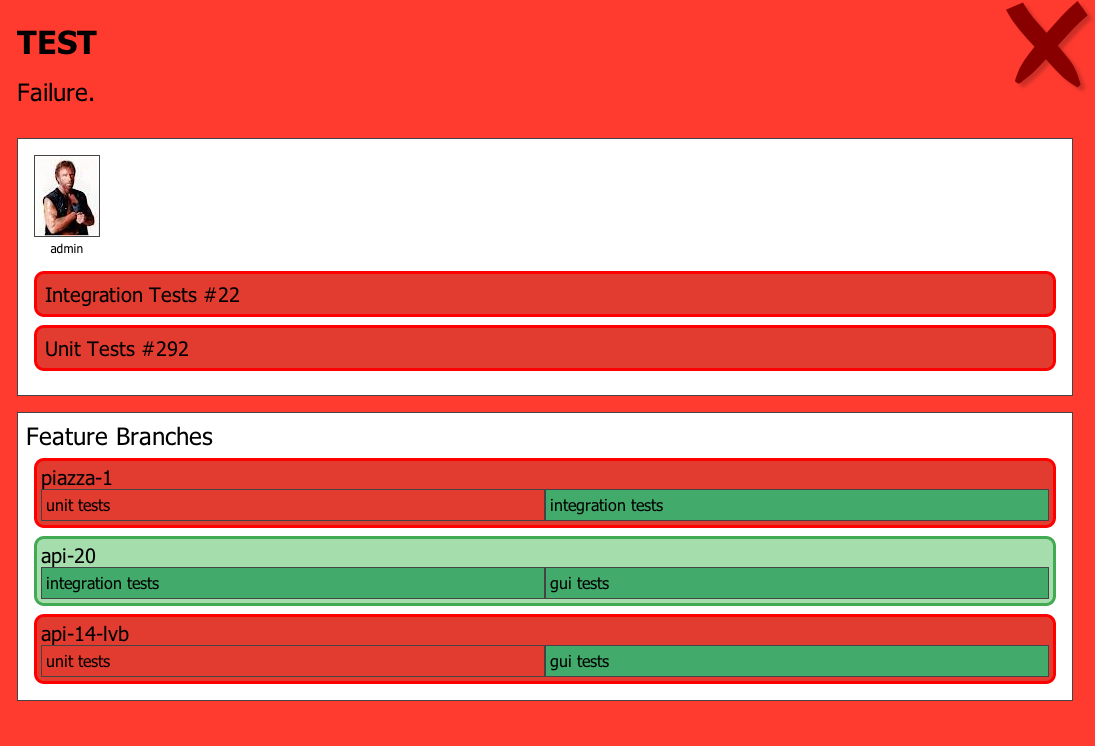 TEST
Failure.
admin
Integration Tests #22
Unit Tests #292
Feature Branches
piazza-1
unit tests integration tests
api-20
integration tests gui tests
api-14-lvb
unit tests gui tests